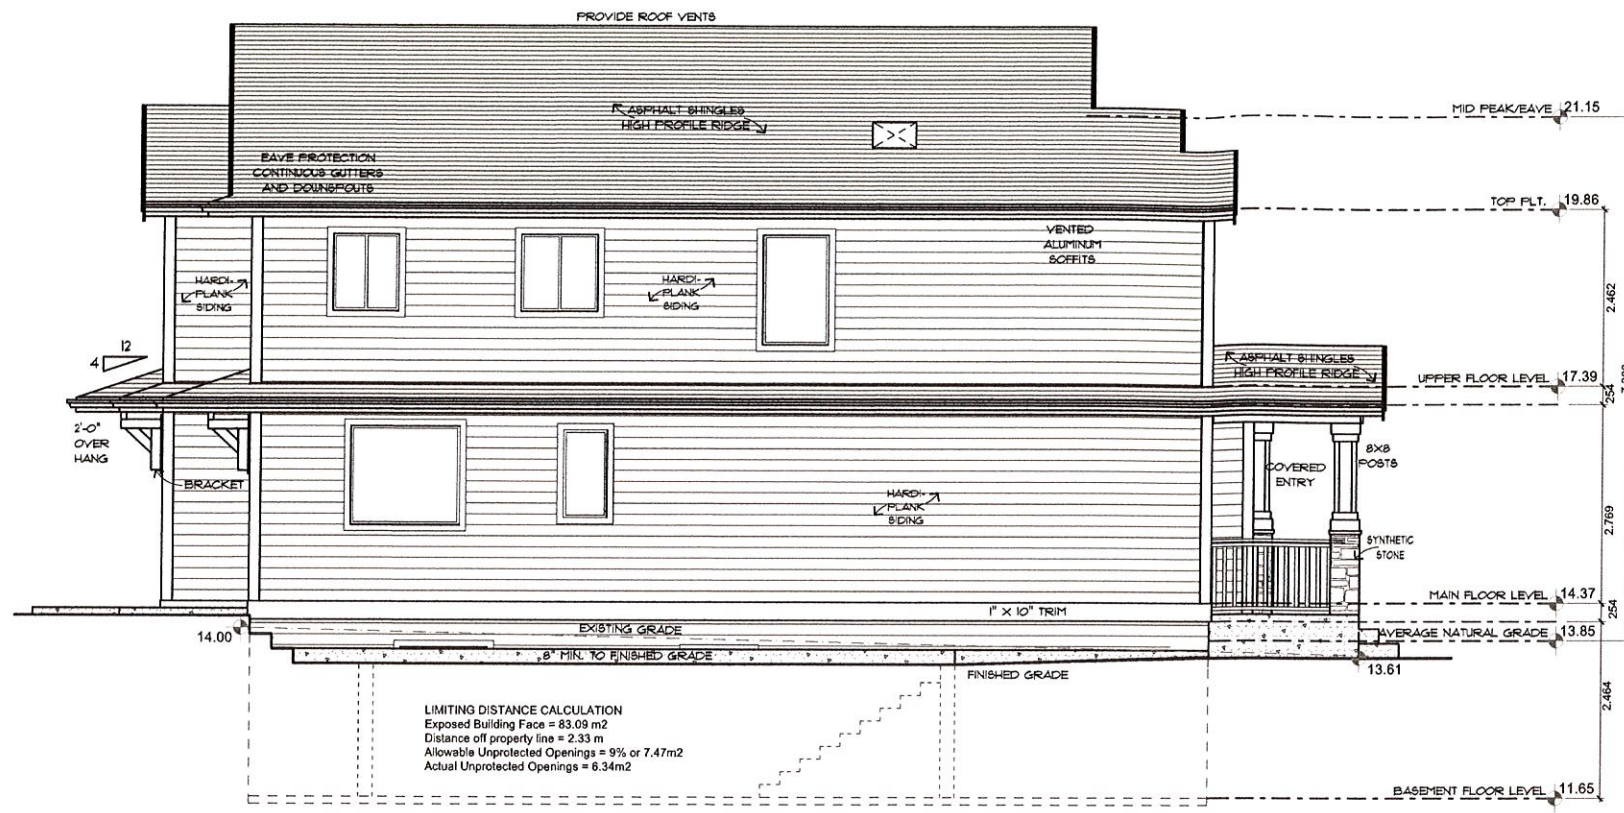 PROVIDE ROOF VENTS
ASPHALT SHINGLES
HIGH PROFILE RIDGE
MID PEAK/EAVE 21.15
EAVE PROTECTION
CONTINUOUS GUTTERS
AND DOWNSPOUTS
TOP PLT. 19.86
VENTED
ALUMINUM
SOFFITS
HARDI-
PLANK
SIDING
HARDI-
PLANK
SIDING
2.462
12
4
ASPHALT SHINGLES
HIGH PROFILE RIDGE
UPPER FLOOR LEVEL 17.39
254
2'-0"
OVER
HANG
BRACKET
8X8
POSTS
COVERED
ENTRY
HARDI-
PLANK
SIDING
2.769
SYNTHETIC
STONE
MAIN FLOOR LEVEL 14.37
254
1" X 10" TRIM
14.00
EXISTING GRADE
AVERAGE NATURAL GRADE 13.85
8" MIN. TO FINISHED GRADE
13.61
FINISHED GRADE
2.464
LIMITING DISTANCE CALCULATION
Exposed Building Face = 83.09 m2
Distance off property line = 2.33 m
Allowable Unprotected Openings = 9% or 7.47m2
Actual Unprotected Openings = 6.34m2
BASEMENT FLOOR LEVEL 11.65